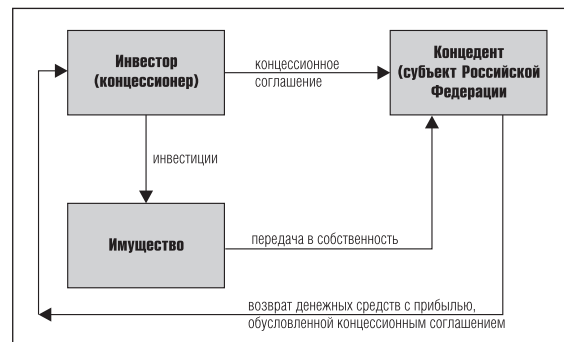 Инвестор
(концессионер)
концессионное
соглашение
Концедент
(субъект Российской
Федерации
инвестиции
Имущество
передача в собственность
возврат денежных средств с прибылью,
обусловленной концессионным соглашением